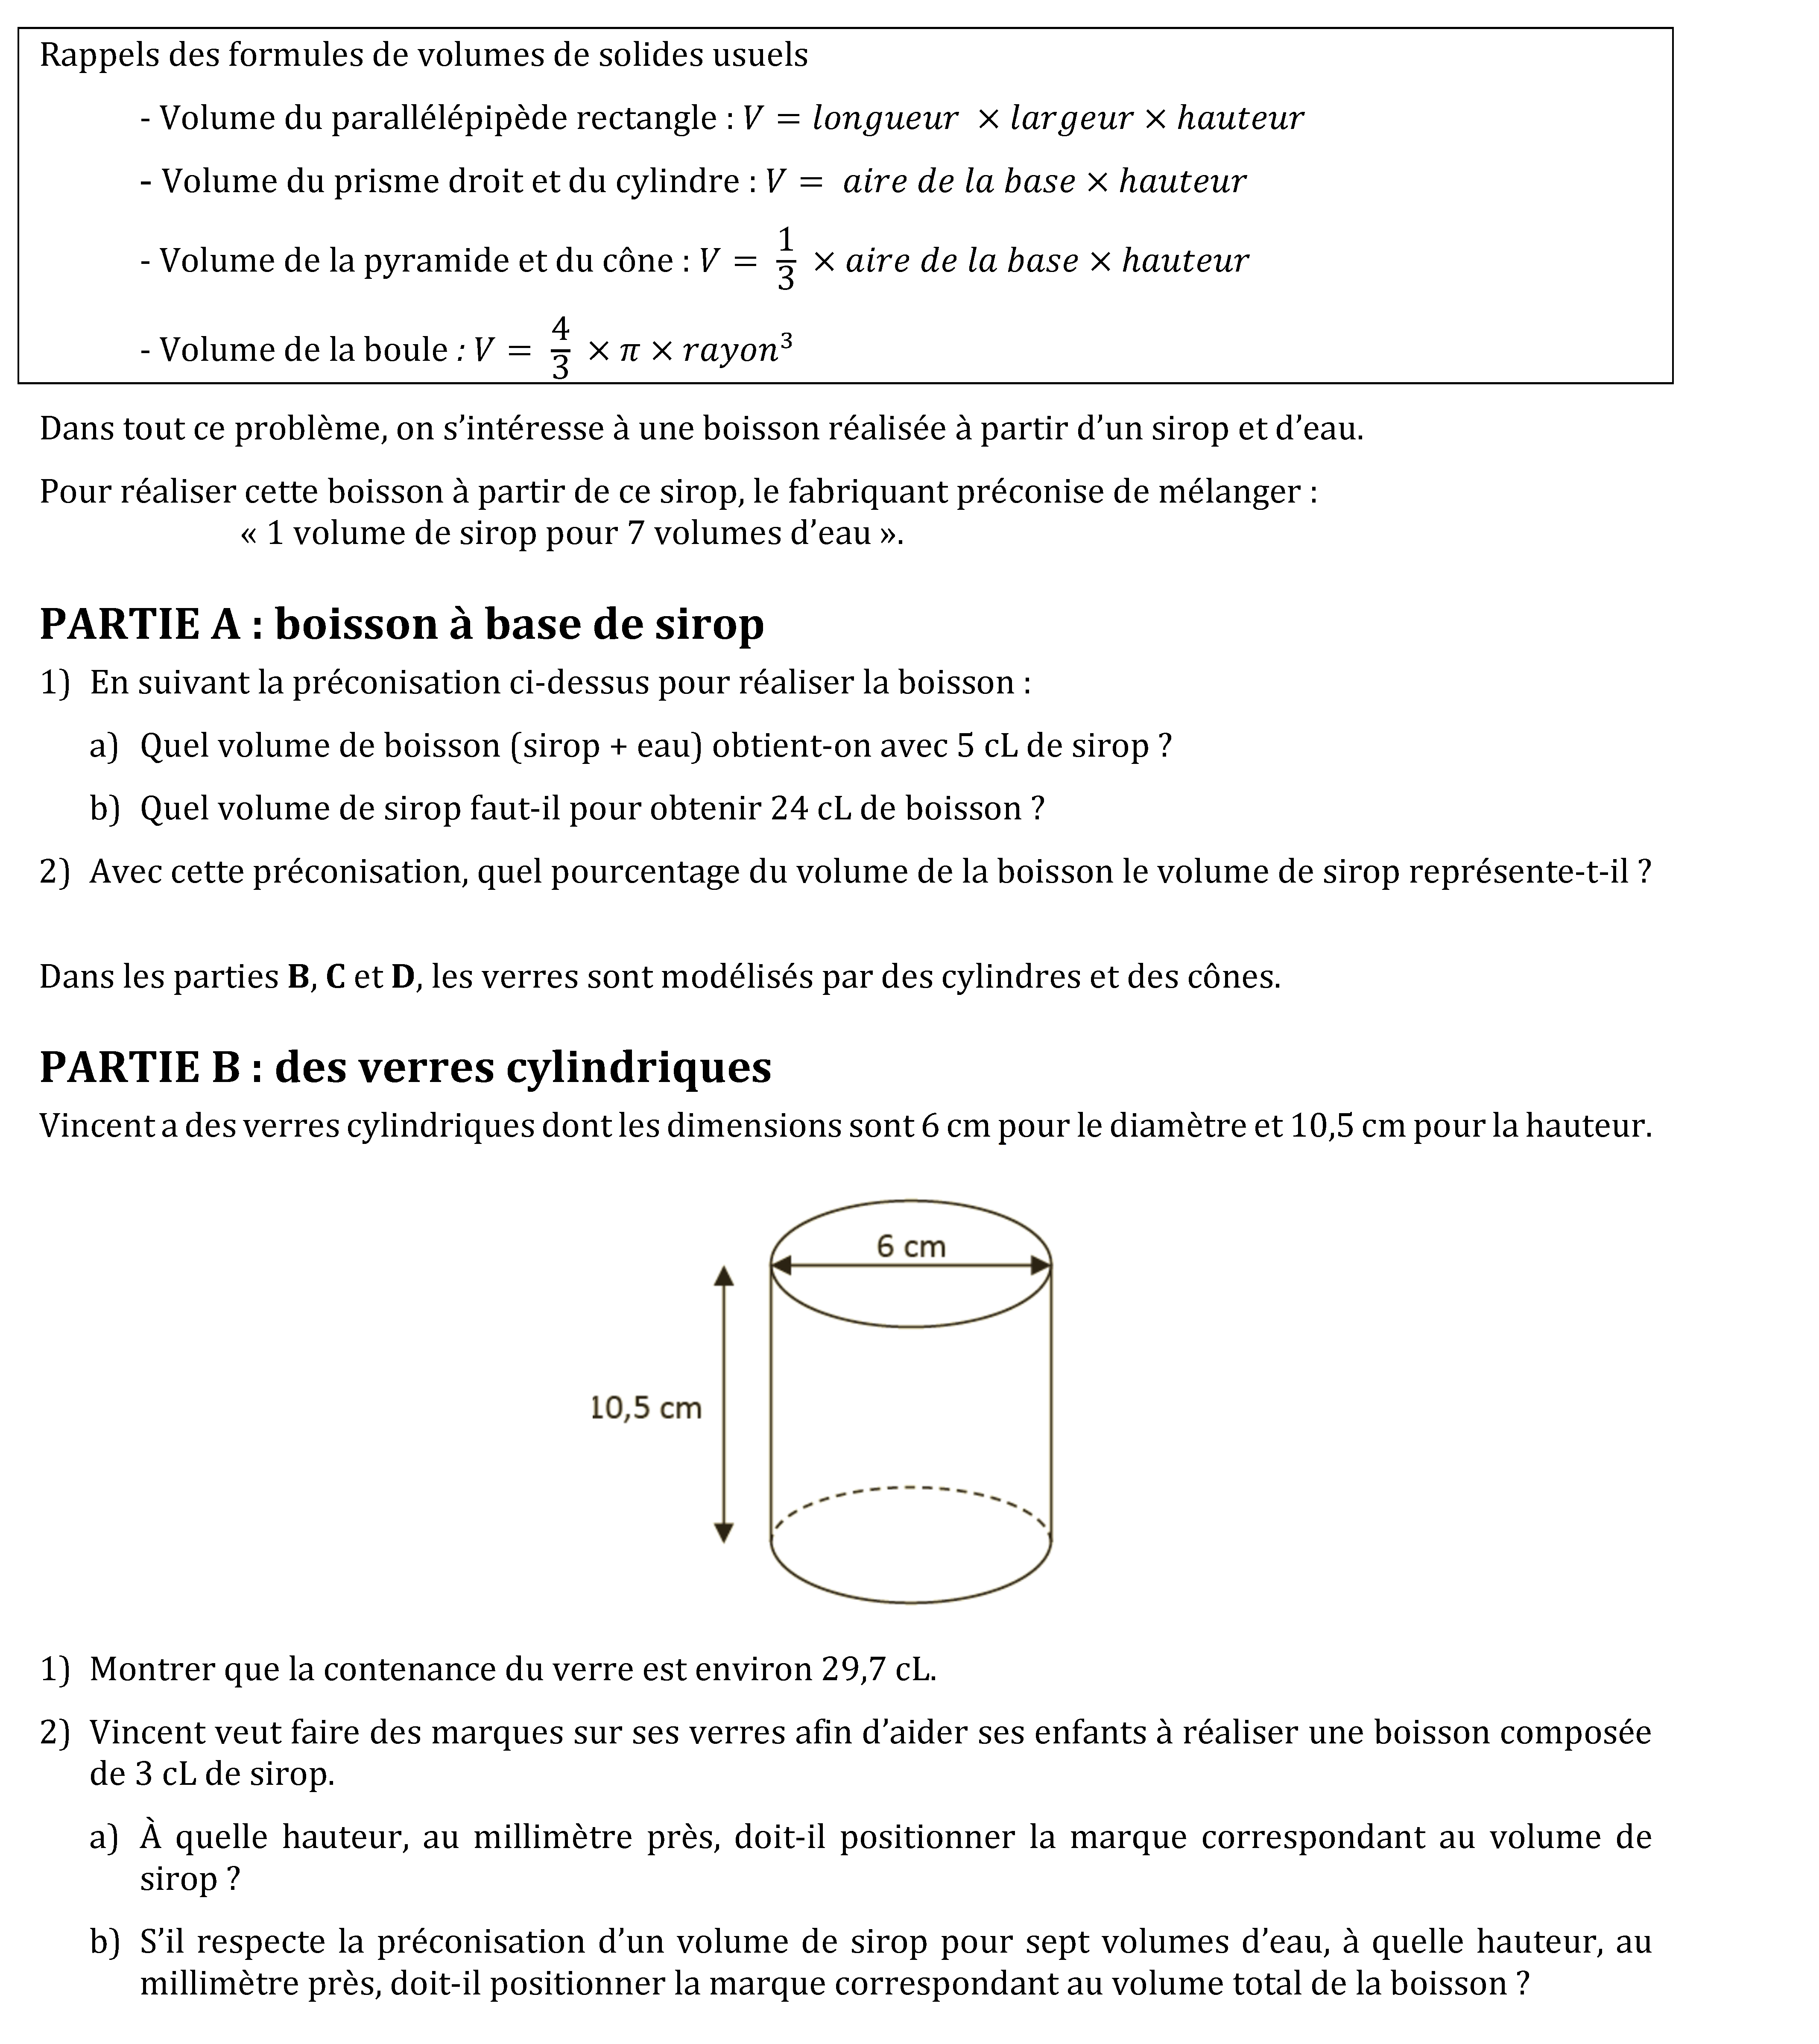 Rappels des formules de volumes de solides usuels
- Volume du parallélépipède rectangle : V = longueur × largeur × hauteur
- Volume du prisme droit et du cylindre : V = aire de la base × hauteur
- Volume de la pyramide et du cône : V = 1/3 × aire de la base × hauteur
- Volume de la boule : V = 4/3 × π × rayon³
Dans tout ce problème, on s’intéresse à une boisson réalisée à partir d’un sirop et d’eau.
Pour réaliser cette boisson à partir de ce sirop, le fabriquant préconise de mélanger :
« 1 volume de sirop pour 7 volumes d’eau ».
PARTIE A : boisson à base de sirop
1) En suivant la préconisation ci-dessus pour réaliser la boisson :
a) Quel volume de boisson (sirop + eau) obtient-on avec 5 cL de sirop ?
b) Quel volume de sirop faut-il pour obtenir 24 cL de boisson ?
2) Avec cette préconisation, quel pourcentage du volume de la boisson le volume de sirop représente-t-il ?
Dans les parties B, C et D, les verres sont modélisés par des cylindres et des cônes.
PARTIE B : des verres cylindriques
Vincent a des verres cylindriques dont les dimensions sont 6 cm pour le diamètre et 10,5 cm pour la hauteur.
6 cm
10,5 cm
1) Montrer que la contenance du verre est environ 29,7 cL.
2) Vincent veut faire des marques sur ses verres afin d’aider ses enfants à réaliser une boisson composée
de 3 cL de sirop.
a) À quelle hauteur, au millimètre près, doit-il positionner la marque correspondant au volume de
sirop ?
b) S’il respecte la préconisation d’un volume de sirop pour sept volumes d’eau, à quelle hauteur, au
millimètre près, doit-il positionner la marque correspondant au volume total de la boisson ?